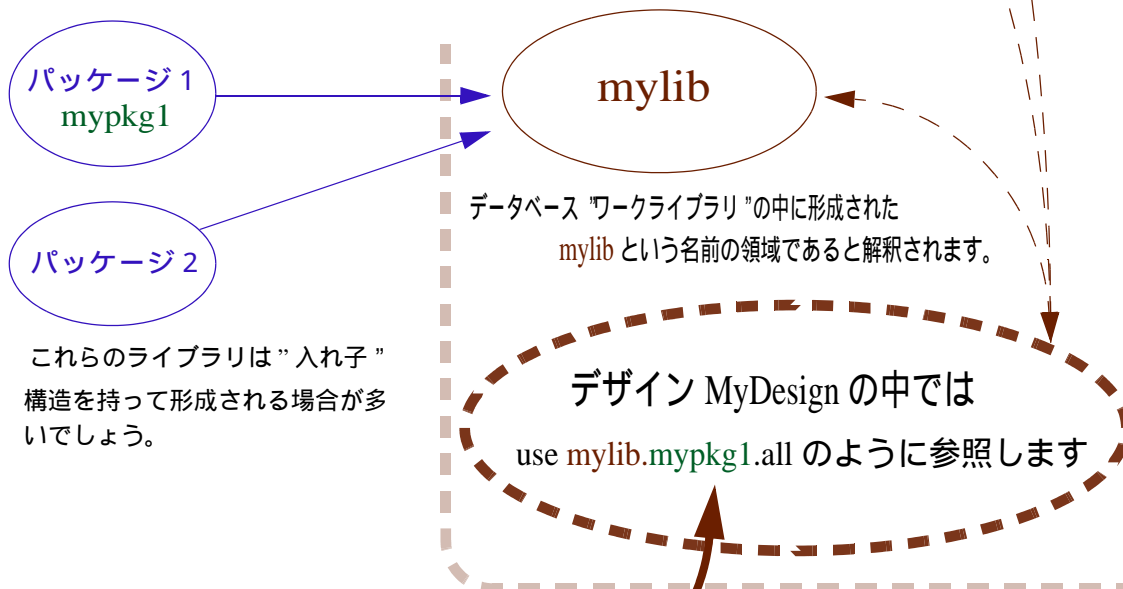 パッケージ 1
mypkg1
パッケージ 2
これらのライブラリは ” 入れ子 ”
構造を持って形成される場合が多
いでしょう。
mylib
データベース ”ワークライブラリ ”の中に形成された
mylib という名前の領域であると解釈されます。
デザイン MyDesign の中では
use mylib.mypkg1.all のように参照します